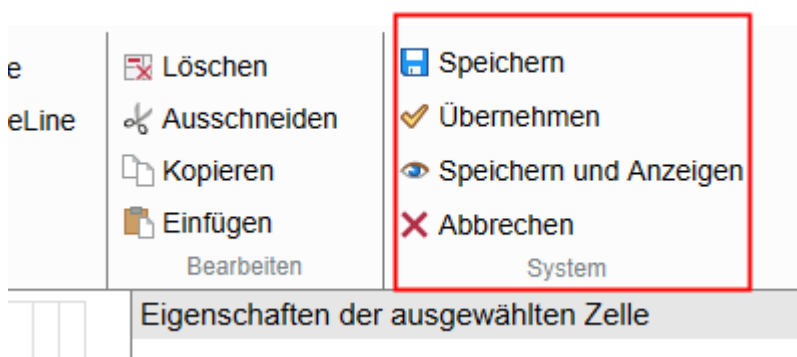 e
eLine
Löschen
Ausschneiden
Kopieren
Einfügen
Bearbeiten
Speichern
Übernehmen
Speichern und Anzeigen
Abbrechen
System
Eigenschaften der ausgewählten Zelle